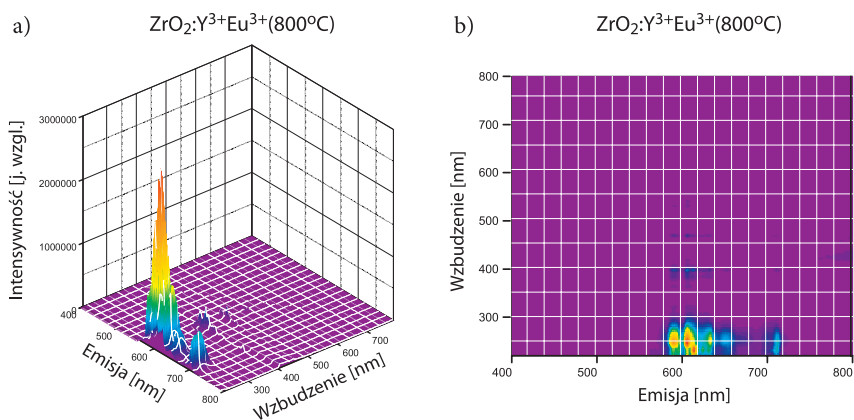 a)
ZrO₂:Y³⁺Eu³⁺(800ºC)
Intensywność [j. wzgl.]
3000000
2000000
1000000
0
400
500
600
700
800
Emisja [nm]
300
400
500
600
700
Wzbudzenie [nm]
b)
ZrO₂:Y³⁺Eu³⁺(800ºC)
Wzbudzenie [nm]
800
700
600
500
400
300
400
500
600
700
800
Emisja [nm]